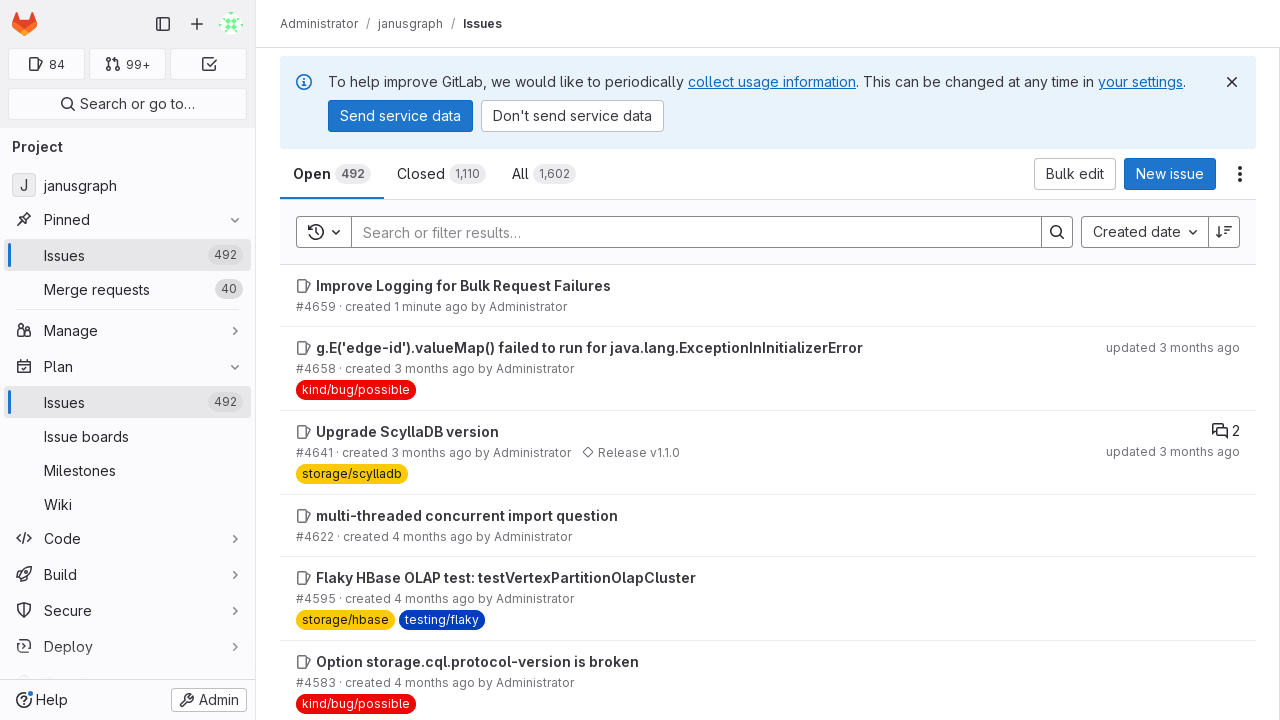 Administrator / janusgraph / Issues
84
99+
Search or go to…
Project
J janusgraph
Pinned
Issues 492
Merge requests 40
Manage
Plan
Issues 492
Issue boards
Milestones
Wiki
Code
Build
Secure
Deploy
Help
Admin
To help improve GitLab, we would like to periodically collect usage information. This can be changed at any time in your settings.
Send service data Don't send service data
Open 492 Closed 1,110 All 1,602 Bulk edit New issue
Search or filter results… Created date
Improve Logging for Bulk Request Failures
#4659 · created 1 minute ago by Administrator
g.E('edge-id').valueMap() failed to run for java.lang.ExceptionInInitializerError updated 3 months ago
#4658 · created 3 months ago by Administrator
kind/bug/possible
Upgrade ScyllaDB version 2
#4641 · created 3 months ago by Administrator Release v1.1.0 updated 3 months ago
storage/scylladb
multi-threaded concurrent import question
#4622 · created 4 months ago by Administrator
Flaky HBase OLAP test: testVertexPartitionOlapCluster
#4595 · created 4 months ago by Administrator
storage/hbase testing/flaky
Option storage.cql.protocol-version is broken
#4583 · created 4 months ago by Administrator
kind/bug/possible